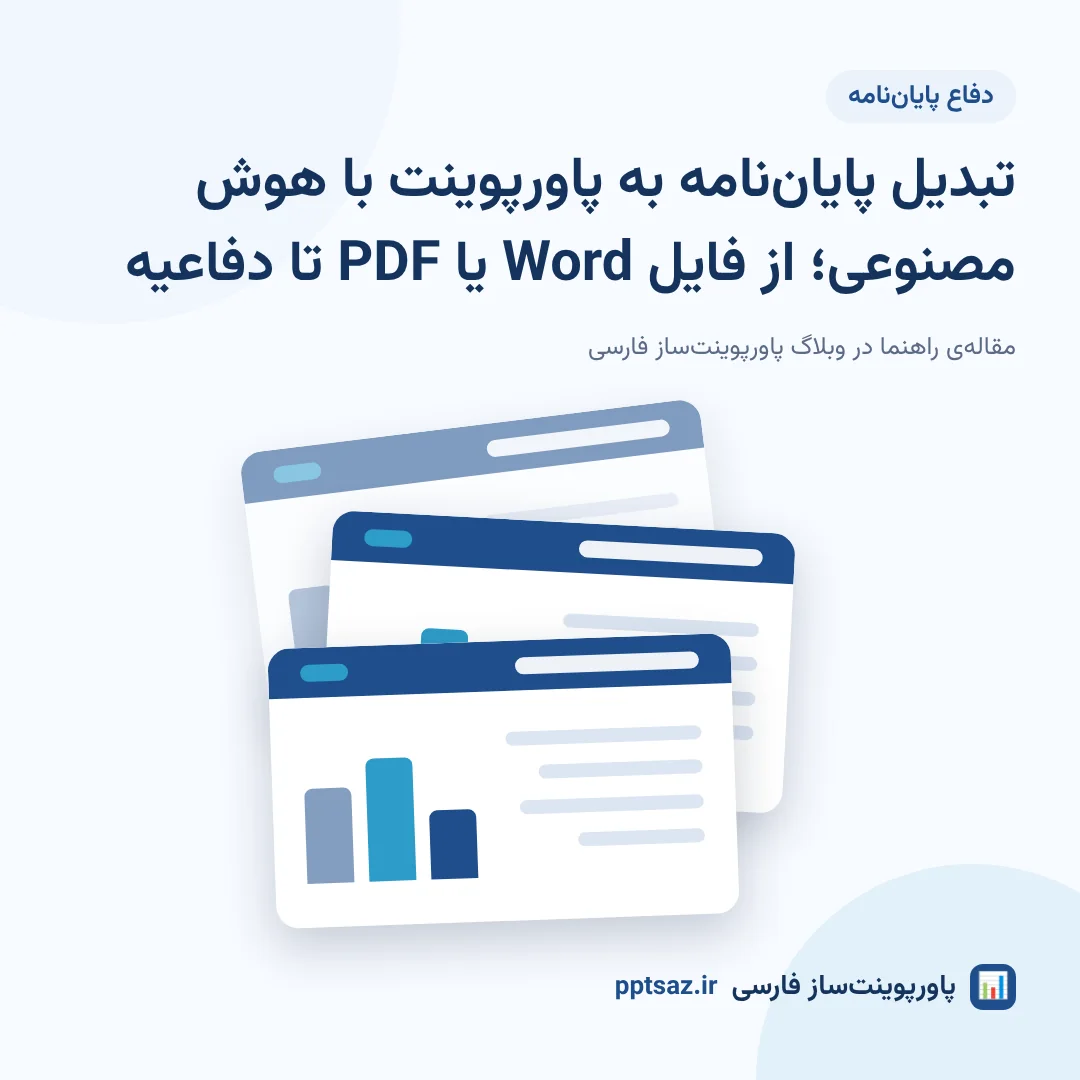 دفاع پایان‌نامه
تبدیل پایان‌نامه به پاورپوینت با هوش
مصنوعی؛ از فایل Word یا PDF تا دفاعیه
مقاله‌ی راهنما در وبلاگ پاورپوینت‌ساز فارسی
پاورپوینت‌ساز فارسی pptsaz.ir